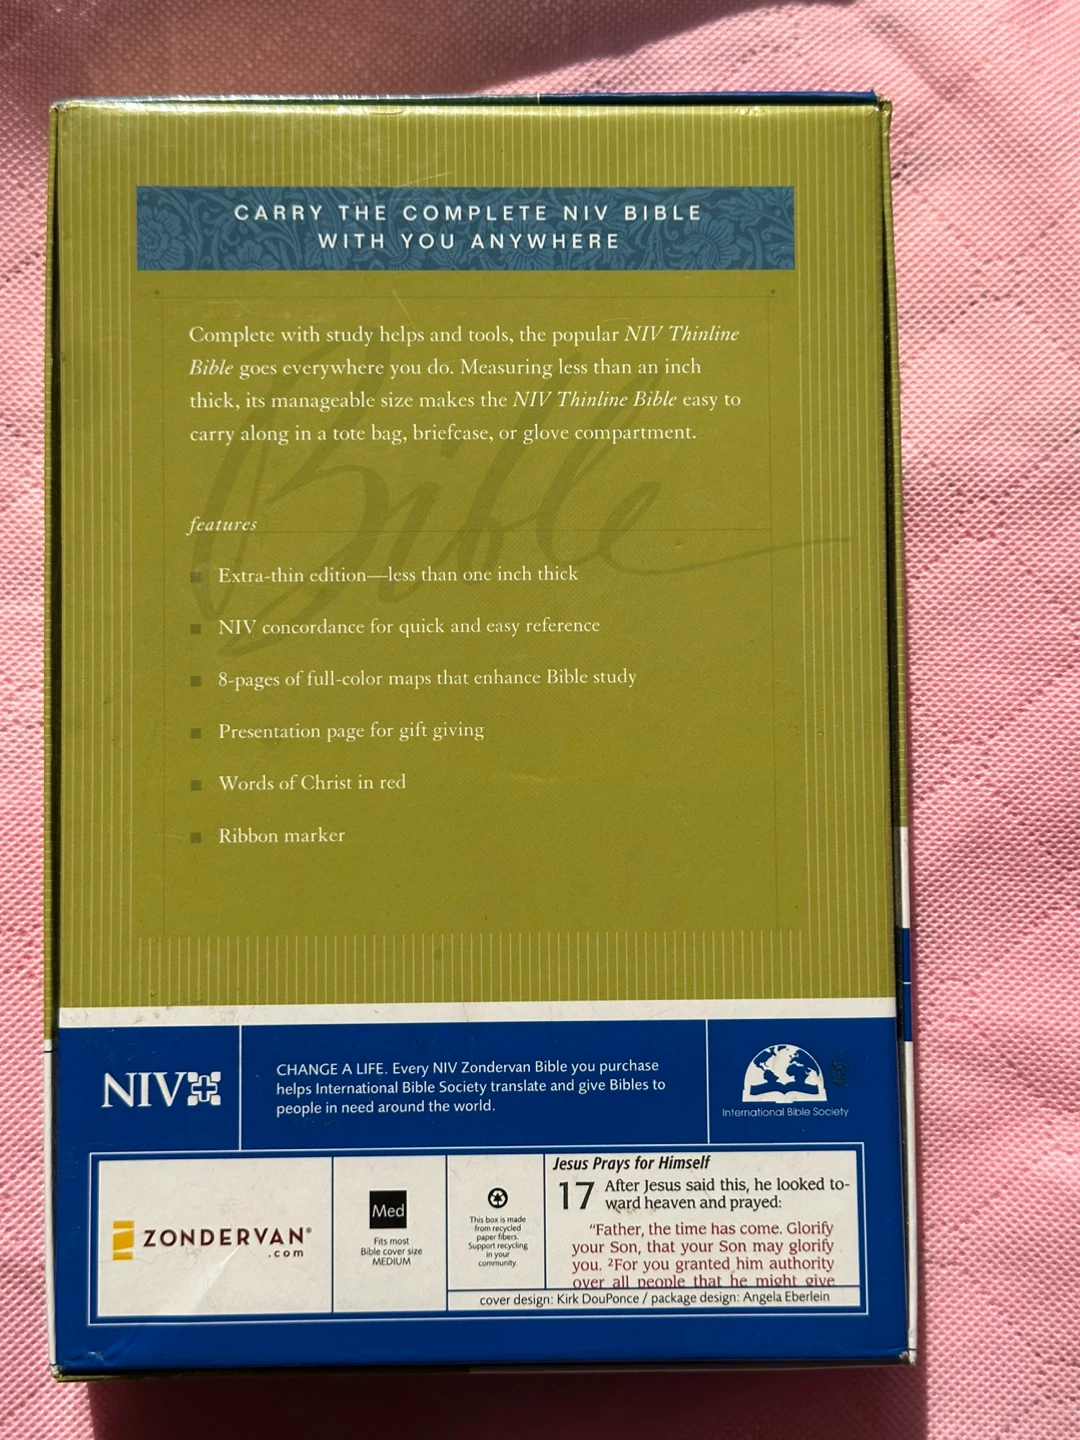 CARRY THE COMPLETE NIV BIBLE
WITH YOU ANYWHERE
Complete with study helps and tools, the popular NIV Thinline
Bible goes everywhere you do. Measuring less than an inch
thick, its manageable size makes the NIV Thinline Bible easy to
carry along in a tote bag, briefcase, or glove compartment.
Bible
features
Extra-thin edition—less than one inch thick
NIV concordance for quick and easy reference
8-pages of full-color maps that enhance Bible study
Presentation page for gift giving
Words of Christ in red
Ribbon marker
NIV
CHANGE A LIFE. Every NIV Zondervan Bible you purchase
helps International Bible Society translate and give Bibles to
people in need around the world.
International Bible Society
ZONDERVAN®
.com
Med
Fits most
Bible cover size
MEDIUM
This box is made
from recycled
paper fibers.
Support recycling
in your
community.
Jesus Prays for Himself
17 After Jesus said this, he looked to-
ward heaven and prayed:
"Father, the time has come. Glorify
your Son, that your Son may glorify
you. ²For you granted him authority
over all people that he might give
cover design: Kirk DouPonce / package design: Angela Eberlein